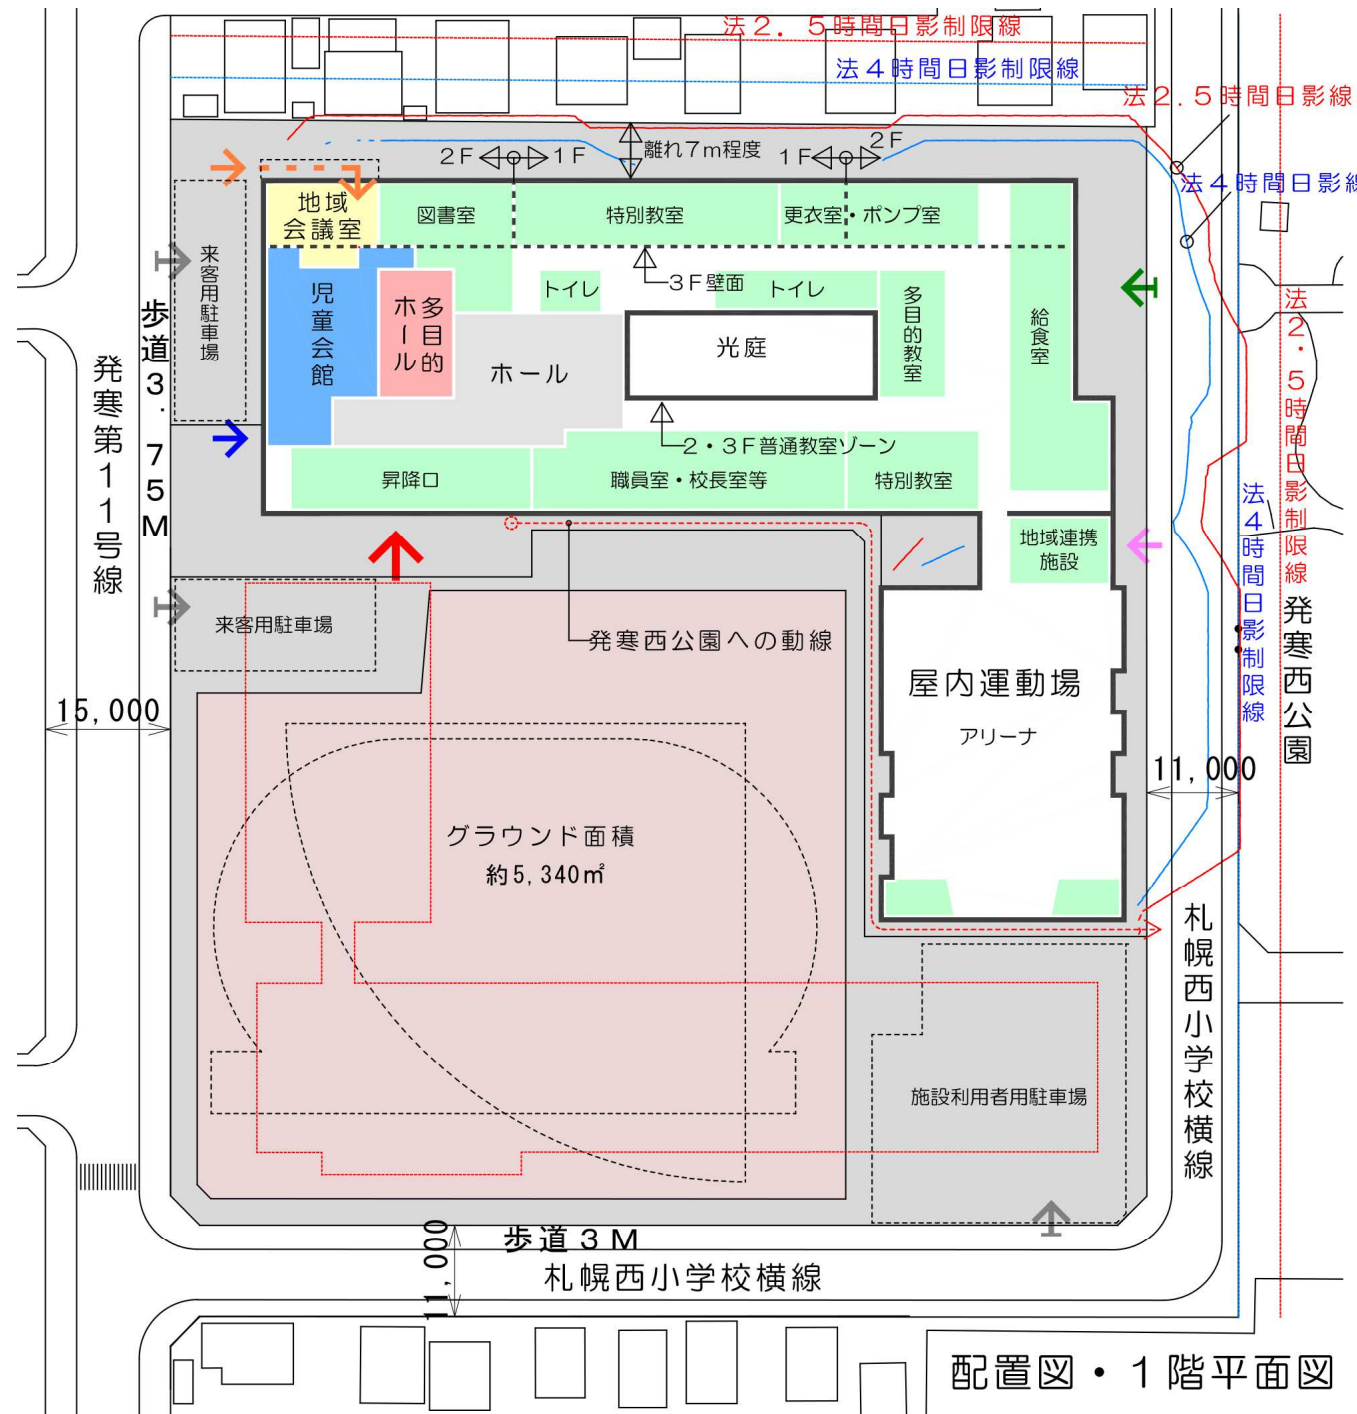 法２．５時間日影制限線
法４時間日影制限線
法２.５時間日影線
法４時間日影線
離れ７ｍ程度
２Ｆ
１Ｆ
１Ｆ
２Ｆ
地域
会議室
図書室
特別教室
更衣室・ポンプ室
来客用駐車場
児童会館
多目的
ホール
トイレ
３Ｆ壁面
トイレ
多目的教室
給食室
光庭
ホール
歩道３．７５Ｍ
発寒第１１号線
２・３Ｆ普通教室ゾーン
昇降口
職員室・校長室等
特別教室
法２・５時間日影制限線
法４時間日影制限線
地域連携
施設
来客用駐車場
発寒西公園への動線
発寒西公園
屋内運動場
アリーナ
15,000
11,000
グラウンド面積
約5,340㎡
札幌西小学校横線
施設利用者用駐車場
11,000
歩道３Ｍ
札幌西小学校横線
配置図・１階平面図